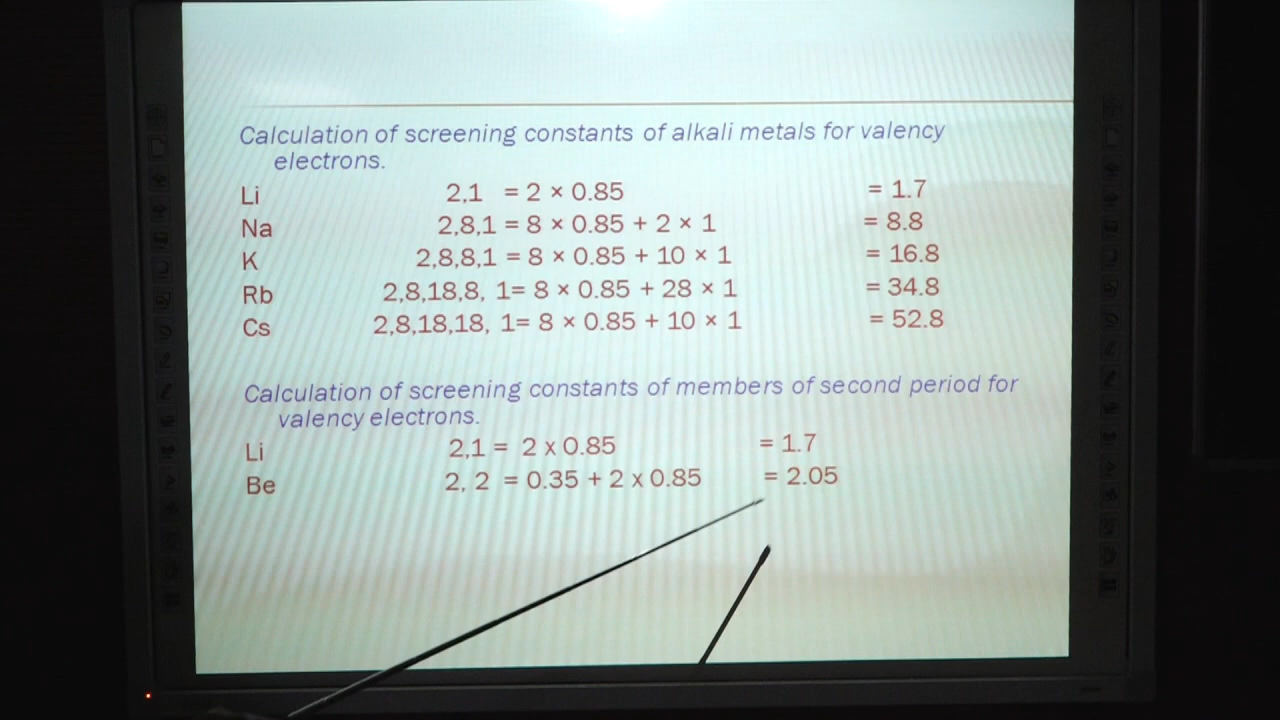 Calculation of screening constants of alkali metals for valency
electrons.
Li 2,1 = 2 × 0.85 = 1.7
Na 2,8,1 = 8 × 0.85 + 2 × 1 = 8.8
K 2,8,8,1 = 8 × 0.85 + 10 × 1 = 16.8
Rb 2,8,18,8, 1= 8 × 0.85 + 28 × 1 = 34.8
Cs 2,8,18,18, 1= 8 × 0.85 + 10 × 1 = 52.8
Calculation of screening constants of members of second period for
valency electrons.
Li 2,1 = 2 x 0.85 = 1.7
Be 2, 2 = 0.35 + 2 x 0.85 = 2.05